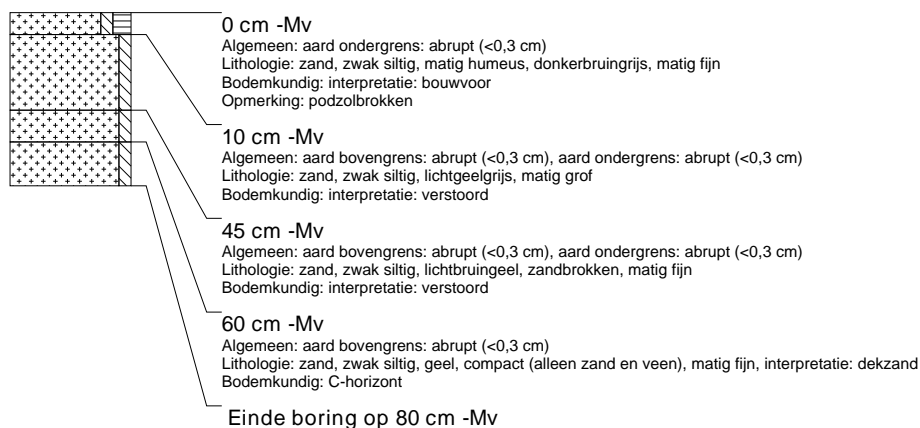 0 cm -Mv
Algemeen: aard ondergrens: abrupt (<0,3 cm)
Lithologie: zand, zwak siltig, matig humeus, donkerbruingrijs, matig fijn
Bodemkundig: interpretatie: bouwvoor
Opmerking: podzolbrokken
10 cm -Mv
Algemeen: aard bovengrens: abrupt (<0,3 cm), aard ondergrens: abrupt (<0,3 cm)
Lithologie: zand, zwak siltig, lichtgeelgrijs, matig grof
Bodemkundig: interpretatie: verstoord
45 cm -Mv
Algemeen: aard bovengrens: abrupt (<0,3 cm), aard ondergrens: abrupt (<0,3 cm)
Lithologie: zand, zwak siltig, lichtbruingeel, zandbrokken, matig fijn
Bodemkundig: interpretatie: verstoord
60 cm -Mv
Algemeen: aard bovengrens: abrupt (<0,3 cm)
Lithologie: zand, zwak siltig, geel, compact (alleen zand en veen), matig fijn, interpretatie: dekzand
Bodemkundig: C-horizont
Einde boring op 80 cm -Mv